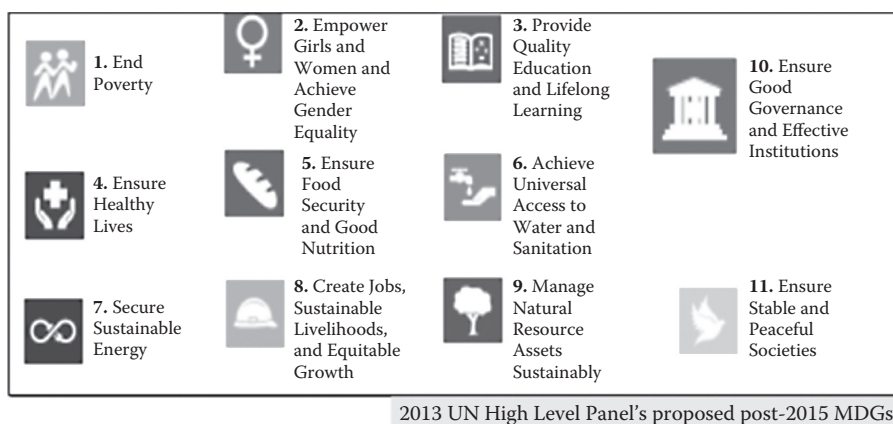 1. End
Poverty
2. Empower
Girls and
Women and
Achieve
Gender
Equality
3. Provide
Quality
Education
and Lifelong
Learning
10. Ensure
Good
Governance
and Effective
Institutions
4. Ensure
Healthy
Lives
5. Ensure
Food
Security
and Good
Nutrition
6. Achieve
Universal
Access to
Water and
Sanitation
7. Secure
Sustainable
Energy
8. Create Jobs,
Sustainable
Livelihoods,
and Equitable
Growth
9. Manage
Natural
Resource
Assets
Sustainably
11. Ensure
Stable and
Peaceful
Societies
2013 UN High Level Panel's proposed post-2015 MDGs